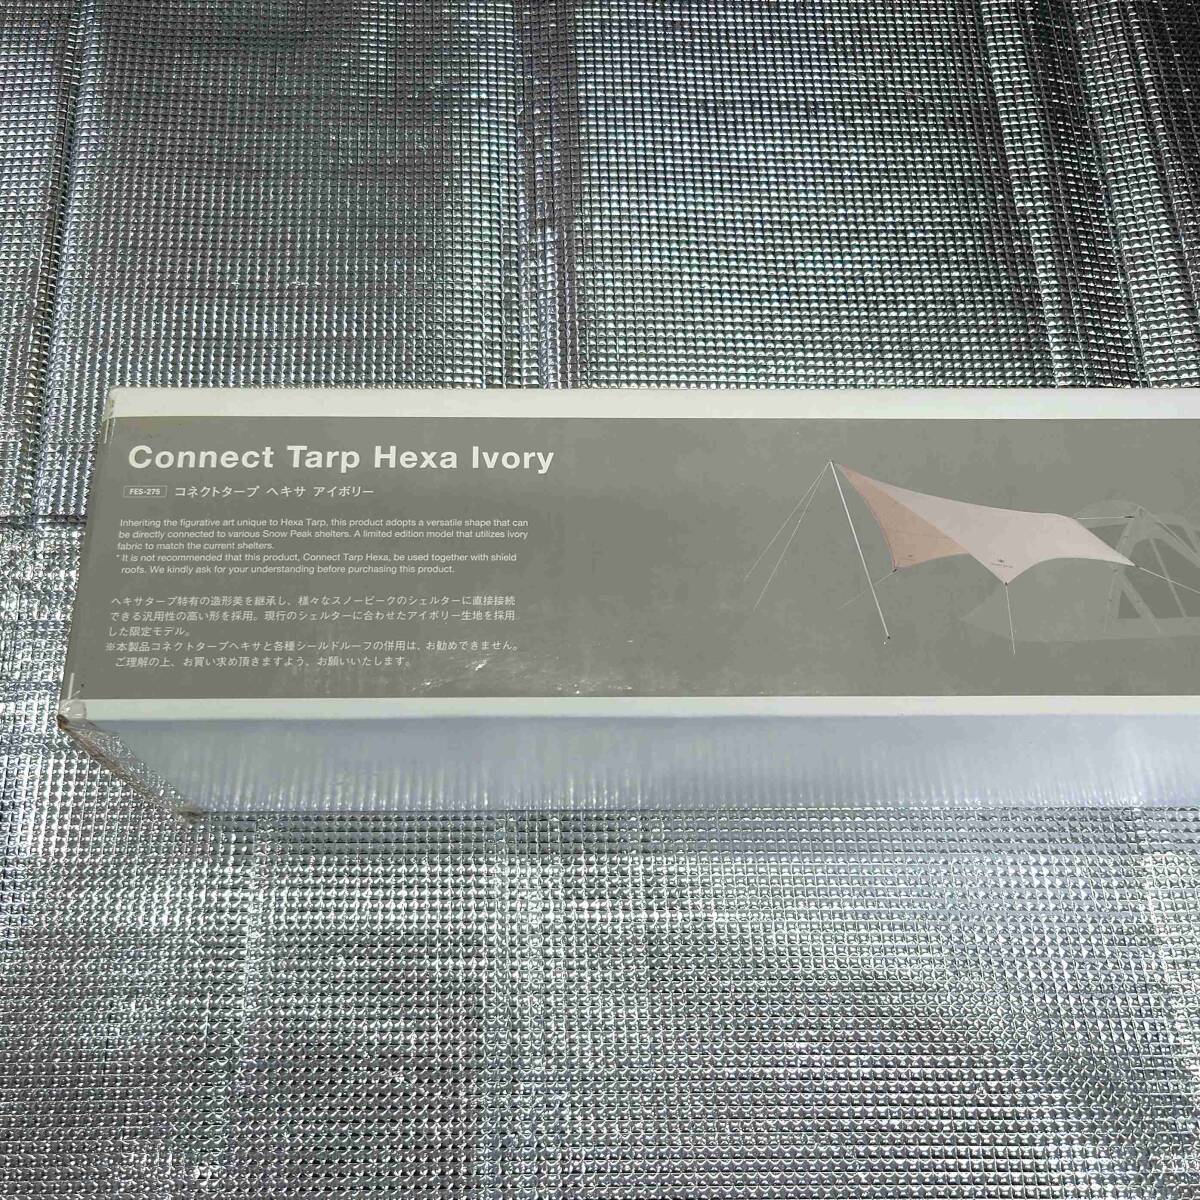 Connect Tarp Hexa Ivory
FES-275 コネクトタープ ヘキサ アイボリー
Inheriting the figurative art unique to Hexa Tarp, this product adopts a versatile shape that can
be directly connected to various Snow Peak shelters. A limited edition model that utilizes ivory
fabric to match the current shelters.
* It is not recommended that this product, Connect Tarp Hexa, be used together with shield
roofs. We kindly ask for your understanding before purchasing this product.
ヘキサタープ特有の造形美を継承し、様々なスノーピークのシェルターに直接接続
できる汎用性の高い形を採用。現行のシェルターに合わせたアイボリー生地を採用
した限定モデル。
※本製品コネクトタープヘキサと各種シールドルーフの併用は、お勧めできません。
ご理解の上、お買い求め頂きますよう、お願いいたします。